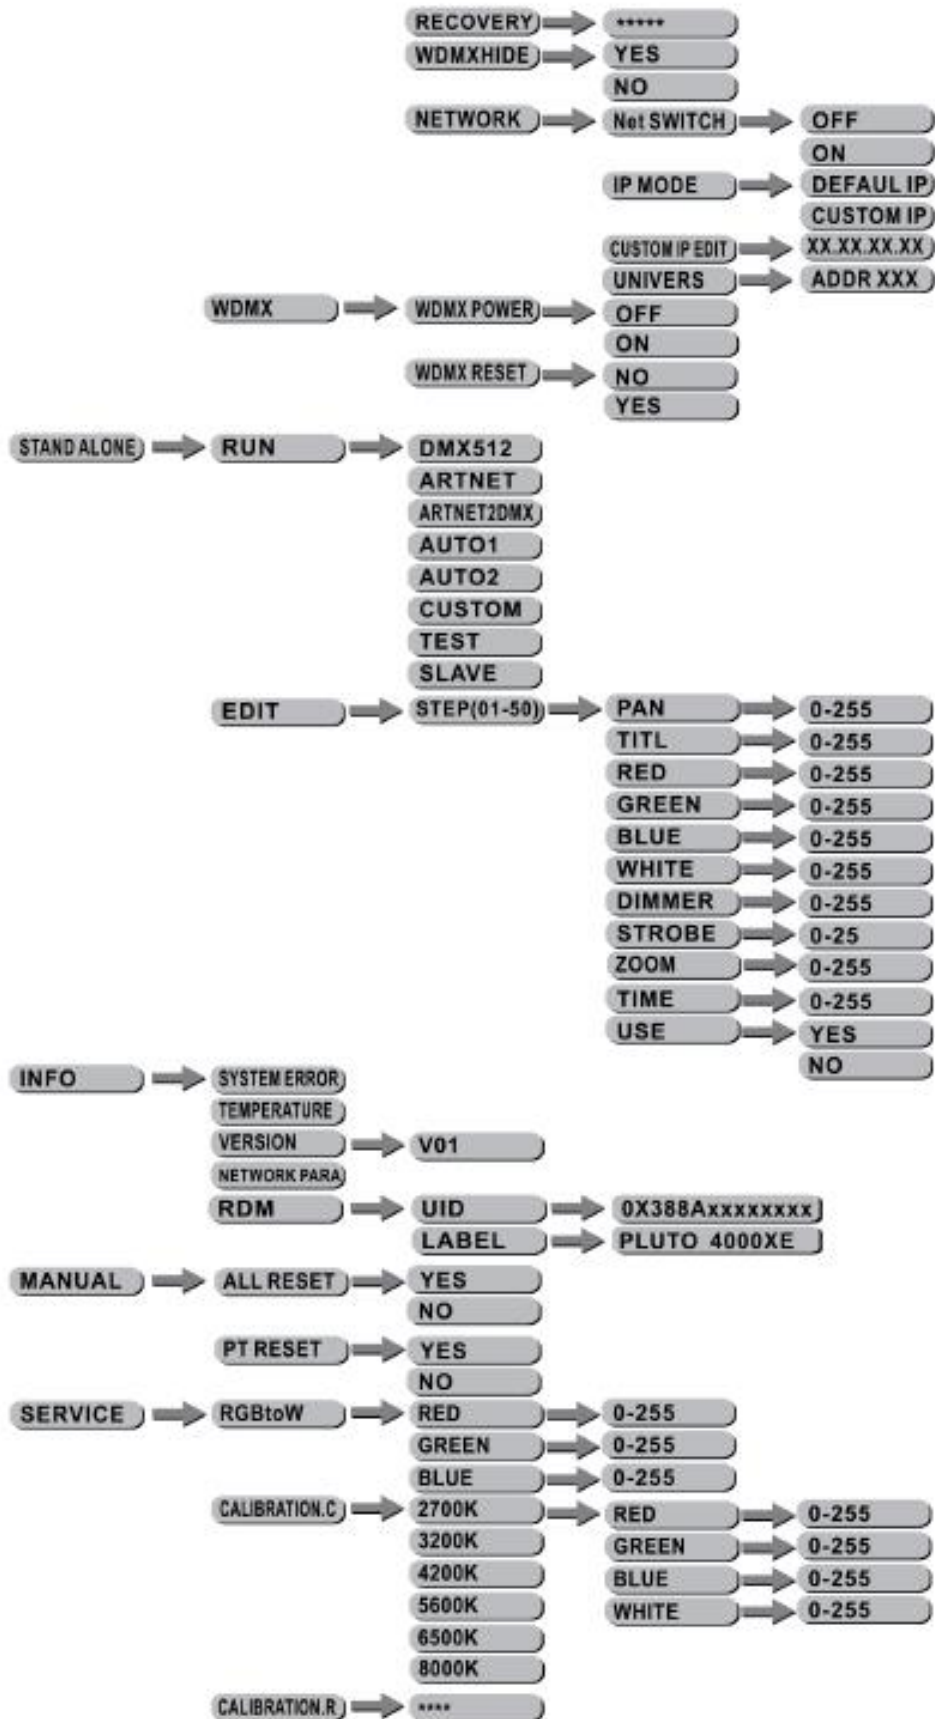 RECOVERY *****
WDMXHIDE YES
NO
NETWORK Net SWITCH OFF
ON
IP MODE DEFAUL IP
CUSTOM IP
CUSTOM IP EDIT XX.XX.XX.XX
UNIVERS ADDR XXX
WDMX WDMX POWER OFF
ON
WDMX RESET NO
YES
STAND ALONE RUN DMX512
ARTNET
ARTNET2DMX
AUTO1
AUTO2
CUSTOM
TEST
SLAVE
EDIT STEP(01-50) PAN 0-255
TITL 0-255
RED 0-255
GREEN 0-255
BLUE 0-255
WHITE 0-255
DIMMER 0-255
STROBE 0-25
ZOOM 0-255
TIME 0-255
USE YES
NO
INFO SYSTEM ERROR
TEMPERATURE
VERSION V01
NETWORK PARA
RDM UID 0X388Axxxxxxxx
LABEL PLUTO 4000XE
MANUAL ALL RESET YES
NO
PT RESET YES
NO
SERVICE RGBtoW RED 0-255
GREEN 0-255
BLUE 0-255
CALIBRATION.C 2700K RED 0-255
3200K GREEN 0-255
4200K BLUE 0-255
5600K WHITE 0-255
6500K
8000K
CALIBRATION.R ****